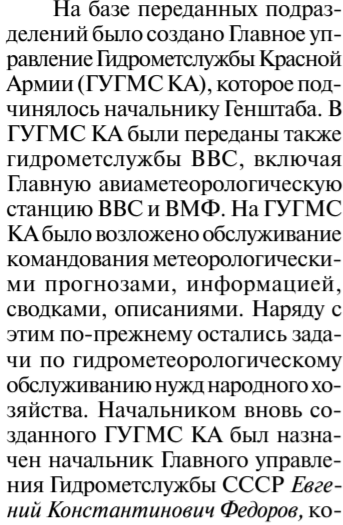 На базе переданных подраз-
делений было создано Главное уп-
равление Гидрометслужбы Красной
Армии (ГУГМС КА), которое под-
чинялось начальнику Генштаба. В
ГУГМС КА были переданы также
гидрометслужбы ВВС, включая
Главную авиаметеорологическую
станцию ВВС и ВМФ. На ГУГМС
КА было возложено обслуживание
командования метеорологически-
ми прогнозами, информацией,
сводками, описаниями. Наряду с
этим по-прежнему остались зада-
чи по гидрометеорологическому
обслуживанию нужд народного хо-
зяйства. Начальником вновь со-
зданного ГУГМС КА был назна-
чен начальник Главного управле-
ния Гидрометслужбы СССР Евге-
ний Константинович Федоров, ко-